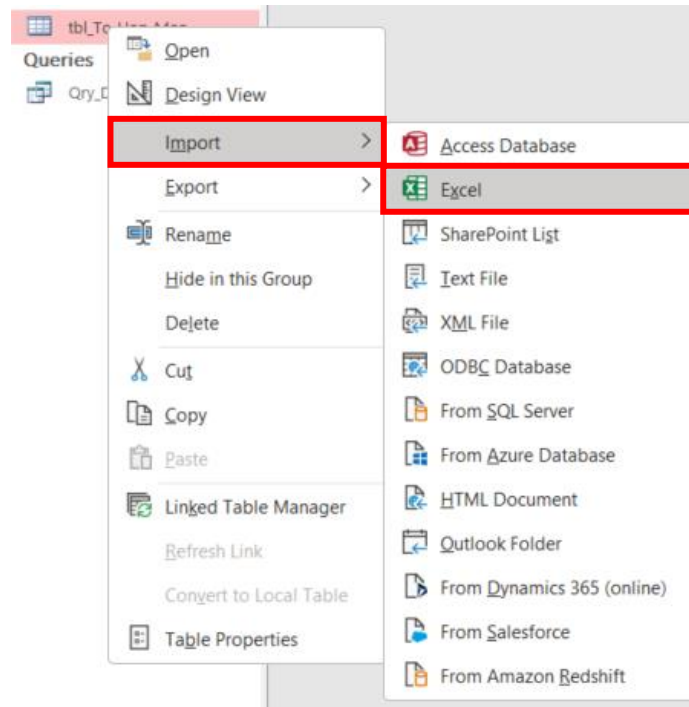 tbl_To
Queries
Qry_D
Open
Design View
Import
Export
Rename
Hide in this Group
Delete
Cut
Copy
Paste
Linked Table Manager
Refresh Link
Convert to Local Table
Table Properties
Access Database
Excel
SharePoint List
Text File
XML File
ODBC Database
From SQL Server
From Azure Database
HTML Document
Outlook Folder
From Dynamics 365 (online)
From Salesforce
From Amazon Redshift